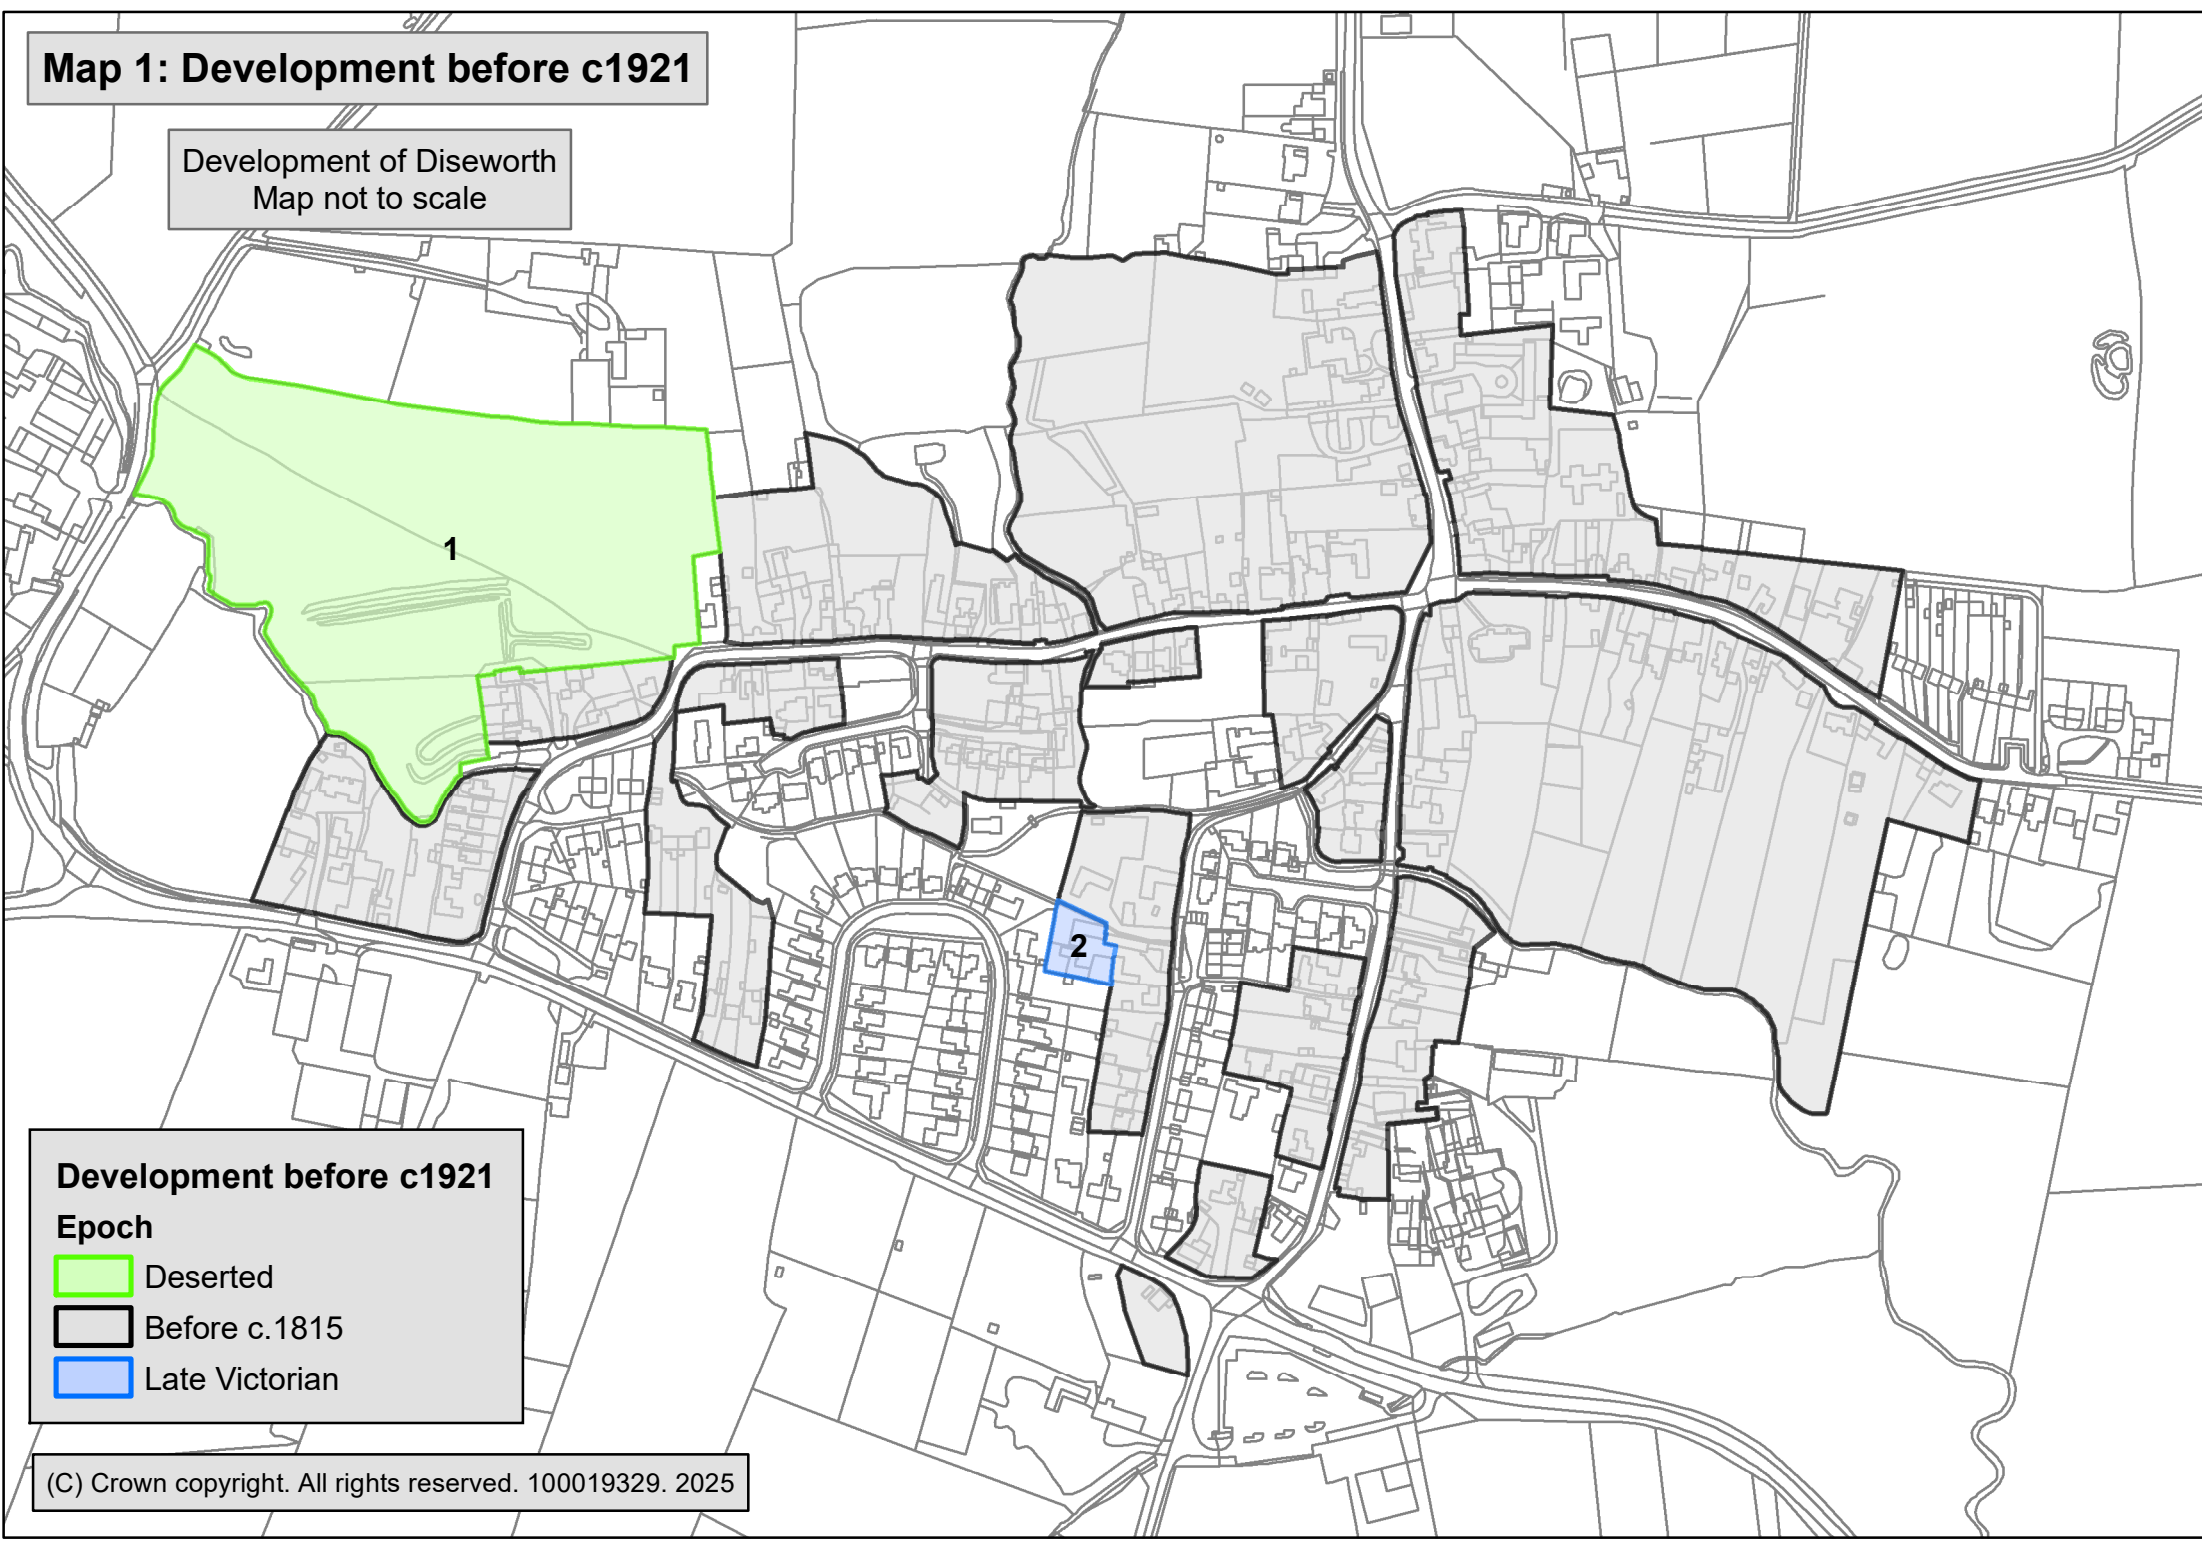 Map 1: Development before c1921
Development of Diseworth
Map not to scale
1
2
Development before c1921
Epoch
Deserted
Before c.1815
Late Victorian
(C) Crown copyright. All rights reserved. 100019329. 2025